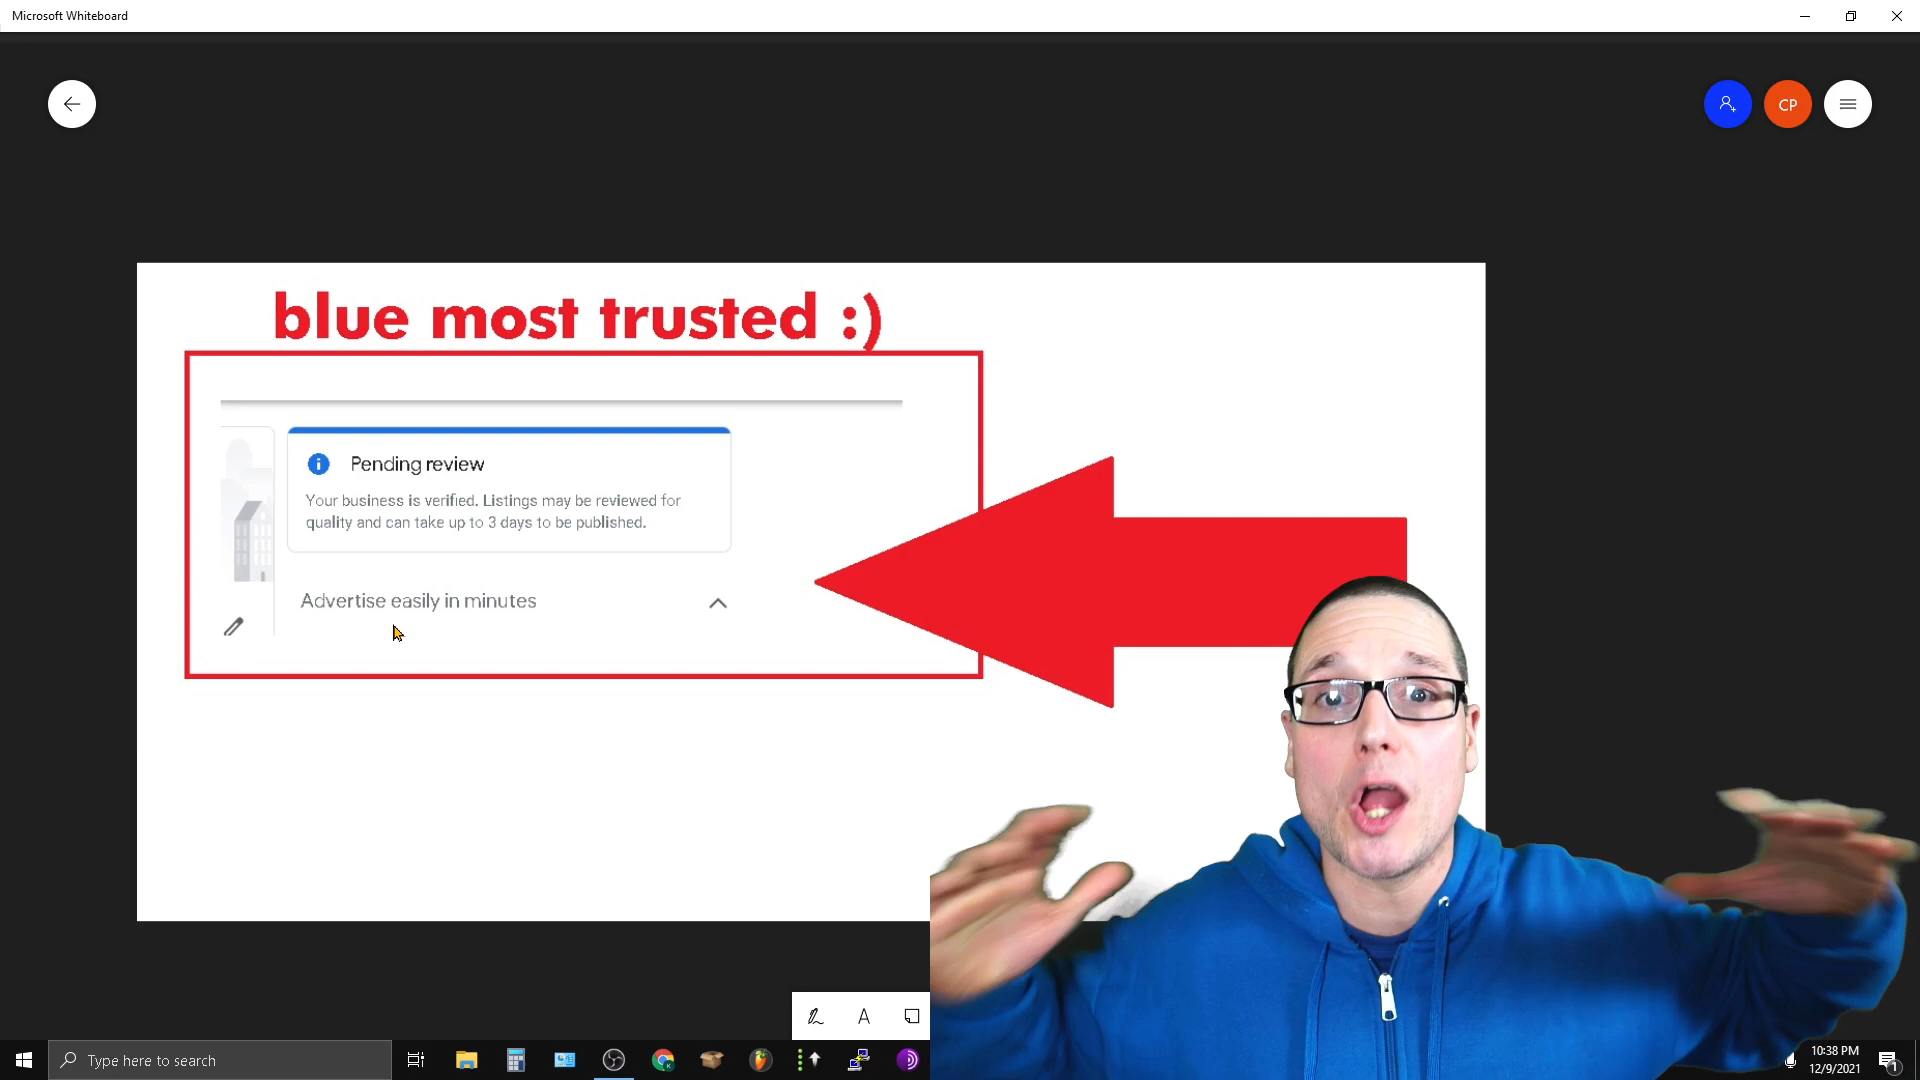 Microsoft Whiteboard
CP
blue most trusted :)
Pending review
Your business is verified. Listings may be reviewed for
quality and can take up to 3 days to be published.
Advertise easily in minutes
Type here to search
10:38 PM
12/9/2021
1